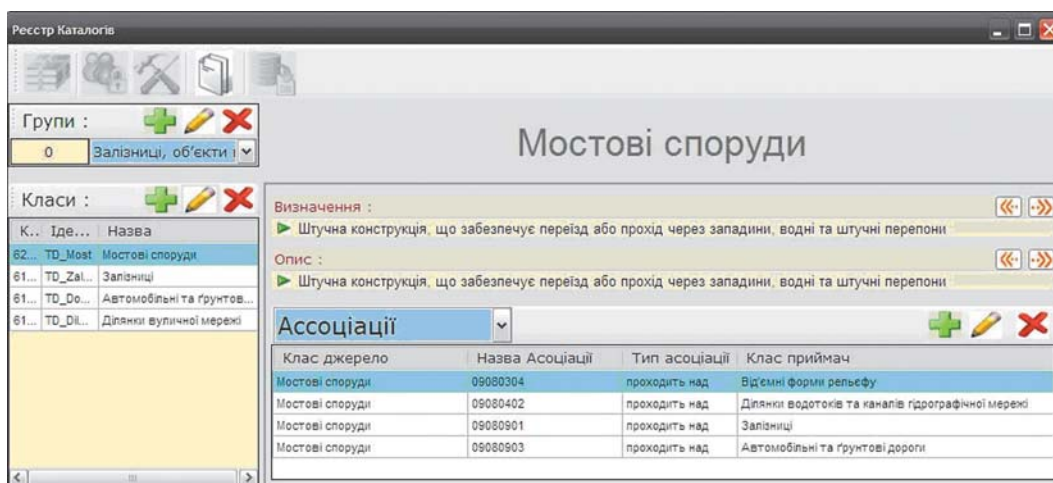 Реєстр Каталогів
Групи :
0 Залізниці, об'єкти і
Мостові споруди
Класи :
К.. Іде... Назва
62... TD_Most Мостові споруди
61... TD_Zal... Залізниці
61... TD_Do... Автомобільні та ґрунтов...
61... TD_Dil... Ділянки вуличної мережі
Визначення :
Штучна конструкція, що забезпечує переїзд або прохід через западини, водні та штучні перепони
Опис :
Штучна конструкція, що забезпечує переїзд або прохід через западини, водні та штучні перепони
Ассоціації
Клас джерело Назва Асоціації Тип асоціації Клас приймач
Мостові споруди 09080304 проходить над Від'ємні форми рельєфу
Мостові споруди 09080402 проходить над Ділянки водотоків та каналів гідрографічної мережі
Мостові споруди 09080901 проходить над Залізниці
Мостові споруди 09080903 проходить над Автомобільні та ґрунтові дороги